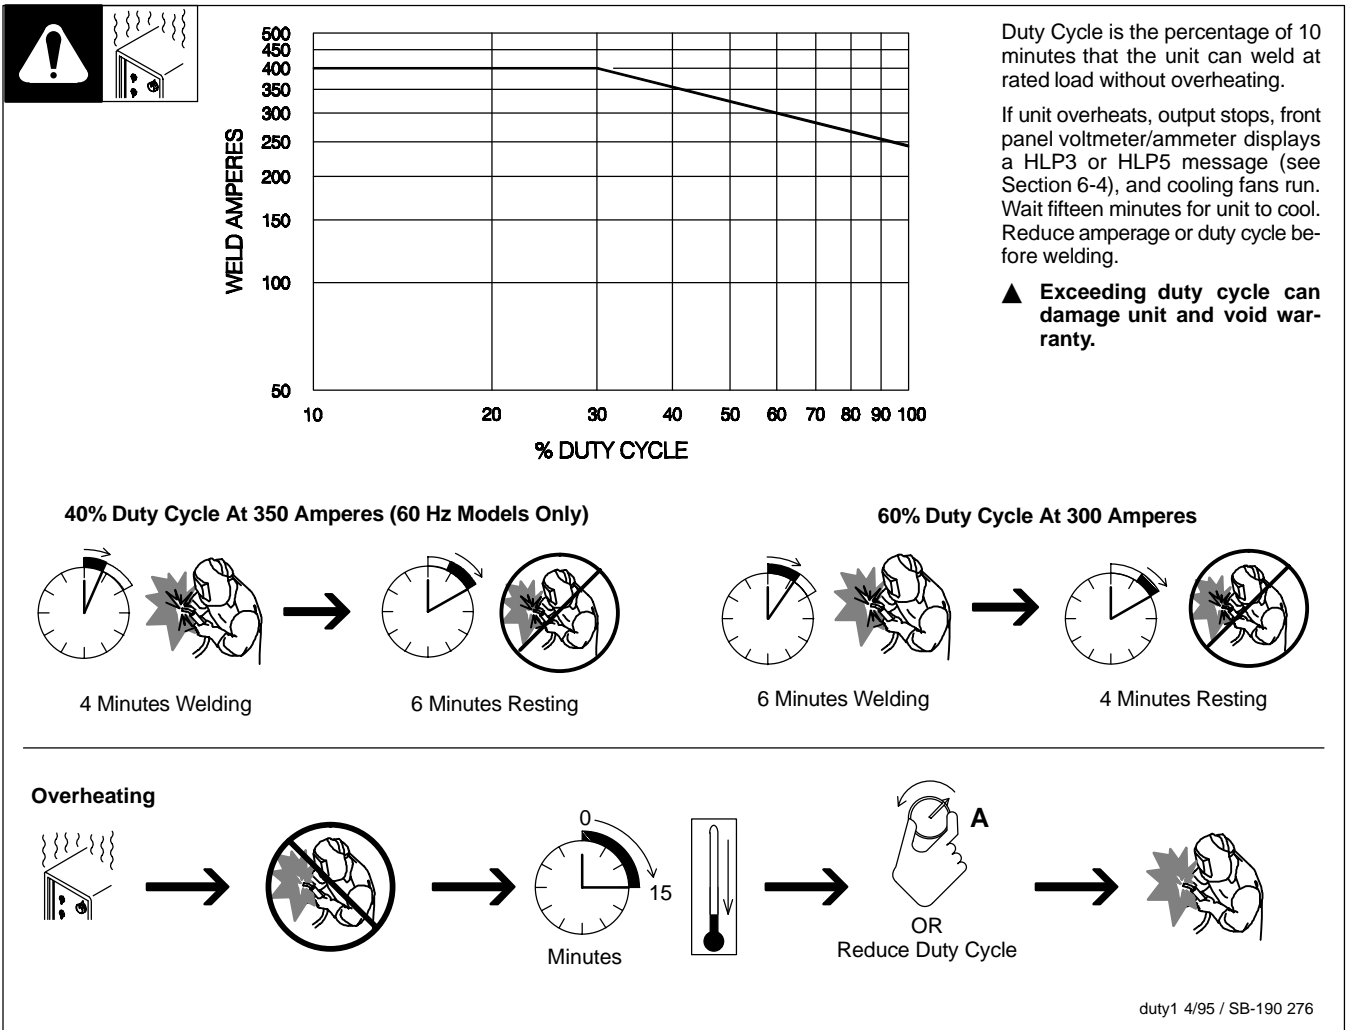 500
450
400
350
300
250
200
150
100
50
WELD AMPERES
10 20 30 40 50 60 70 80 90 100
% DUTY CYCLE
Duty Cycle is the percentage of 10
minutes that the unit can weld at
rated load without overheating.
If unit overheats, output stops, front
panel voltmeter/ammeter displays
a HLP3 or HLP5 message (see
Section 6-4), and cooling fans run.
Wait fifteen minutes for unit to cool.
Reduce amperage or duty cycle be-
fore welding.
Exceeding duty cycle can
damage unit and void war-
ranty.
40% Duty Cycle At 350 Amperes (60 Hz Models Only)
4 Minutes Welding
6 Minutes Resting
60% Duty Cycle At 300 Amperes
6 Minutes Welding
4 Minutes Resting
Overheating
0
15
Minutes
A
OR
Reduce Duty Cycle
duty1 4/95 / SB-190 276